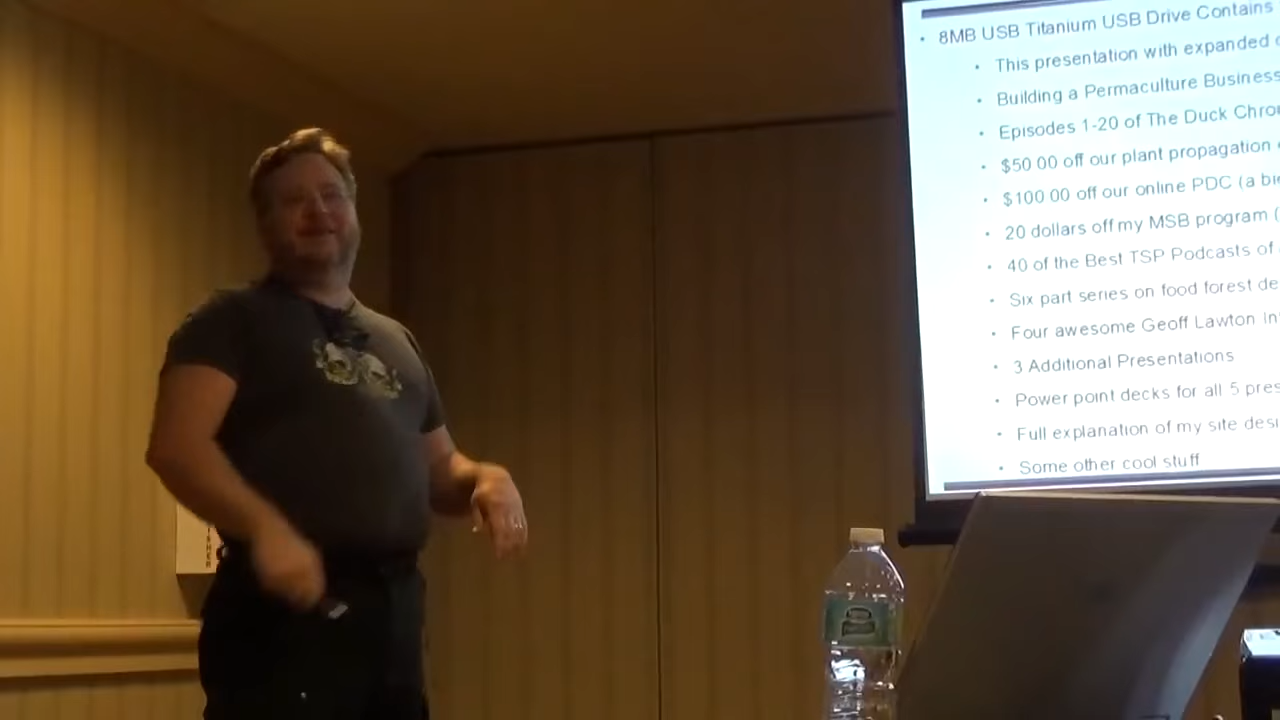 8MB USB Titanium USB Drive Contains
This presentation with expanded
Building a Permaculture Business
Episodes 1-20 of The Duck
$50 00 off our plant propagation
$100 00 off our online PDC (a
20 dollars off my MSB program (
40 of the Best TSP Podcasts of
Six part series on food forest
Four awesome Geoff Lawton
3 Additional Presentations
Power point decks for all 5
Full explanation of my site
Some other cool stuff